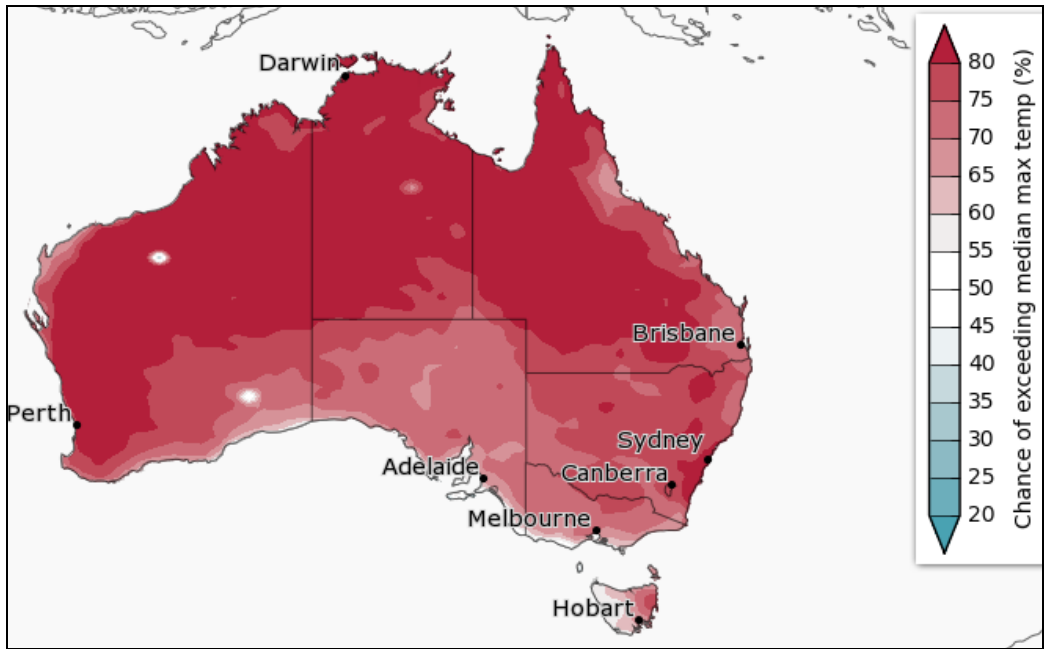 Darwin
Brisbane
Perth
Sydney
Adelaide
Canberra
Melbourne
Hobart
80
75
70
65
60
55
50
45
40
35
30
25
20
Chance of exceeding median max temp (%)